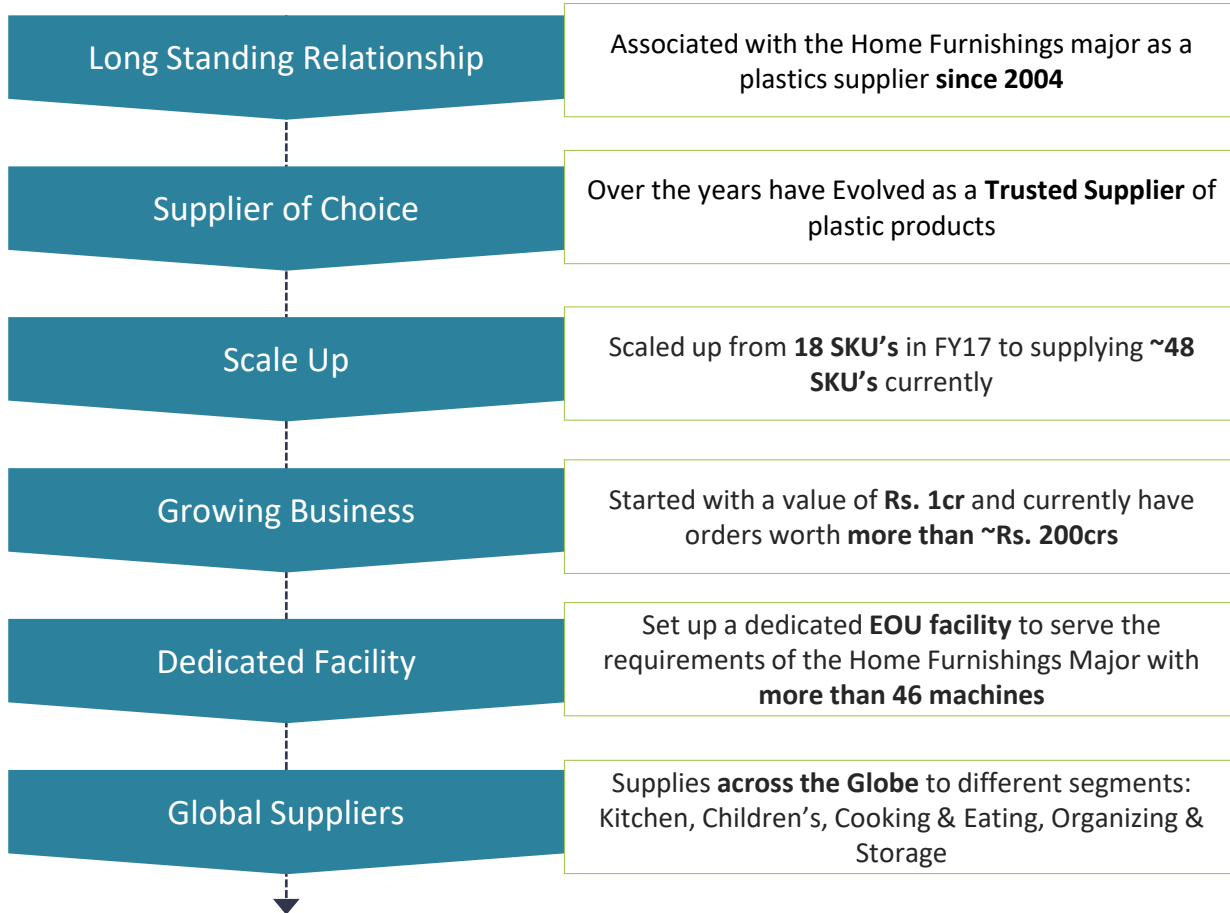 Long Standing Relationship
Associated with the Home Furnishings major as a
plastics supplier since 2004
Supplier of Choice
Over the years have Evolved as a Trusted Supplier of
plastic products
Scale Up
Scaled up from 18 SKU's in FY17 to supplying ~48
SKU's currently
Growing Business
Started with a value of Rs. 1cr and currently have
orders worth more than ~Rs. 200crs
Dedicated Facility
Set up a dedicated EOU facility to serve the
requirements of the Home Furnishings Major with
more than 46 machines
Global Suppliers
Supplies across the Globe to different segments:
Kitchen, Children's, Cooking & Eating, Organizing &
Storage